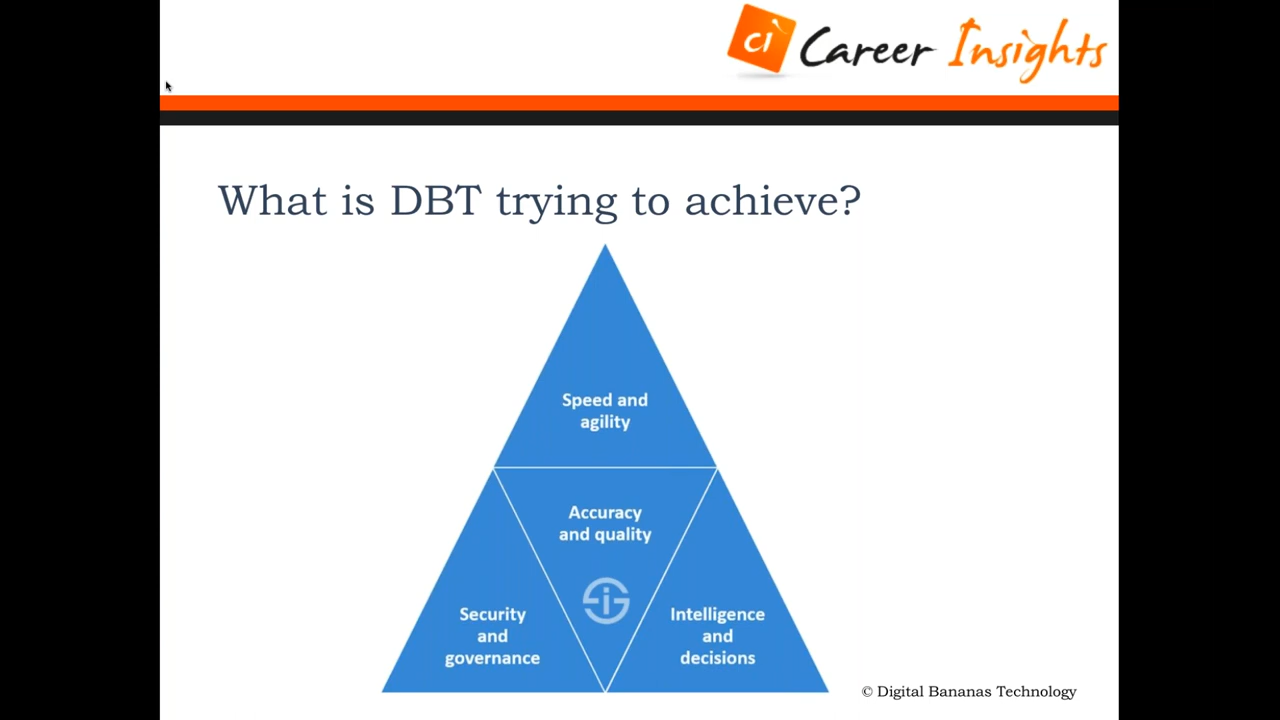 ci Career Insights
What is DBT trying to achieve?
Speed and
agility
Accuracy
and quality
Security
and
governance
Intelligence
and
decisions
© Digital Bananas Technology